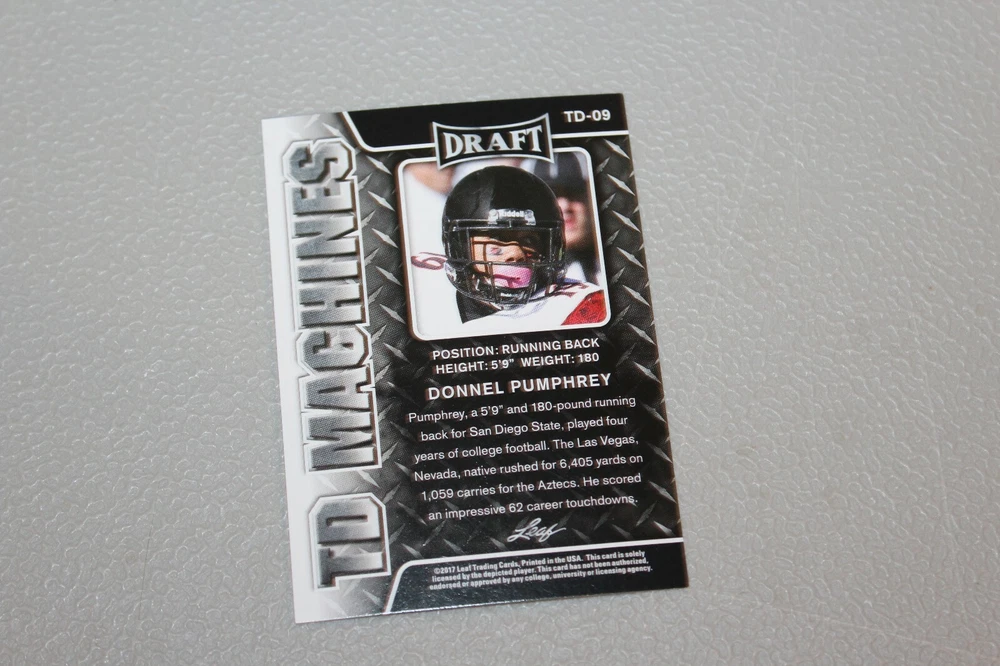 TD-09
DRAFT
TD MACHINES
Riddell
POSITION: RUNNING BACK
HEIGHT: 5'9" WEIGHT: 180
DONNEL PUMPHREY
Pumphrey, a 5'9" and 180-pound running
back for San Diego State, played four
years of college football. The Las Vegas,
Nevada, native rushed for 6,405 yards on
1,059 carries for the Aztecs. He scored
an impressive 62 career touchdowns.
Leaf
©2017 Leaf Trading Cards, Printed in the USA. This card is solely
licensed by the depicted player. This card has not been authorized,
endorsed or approved by any college, university or licensing agency.